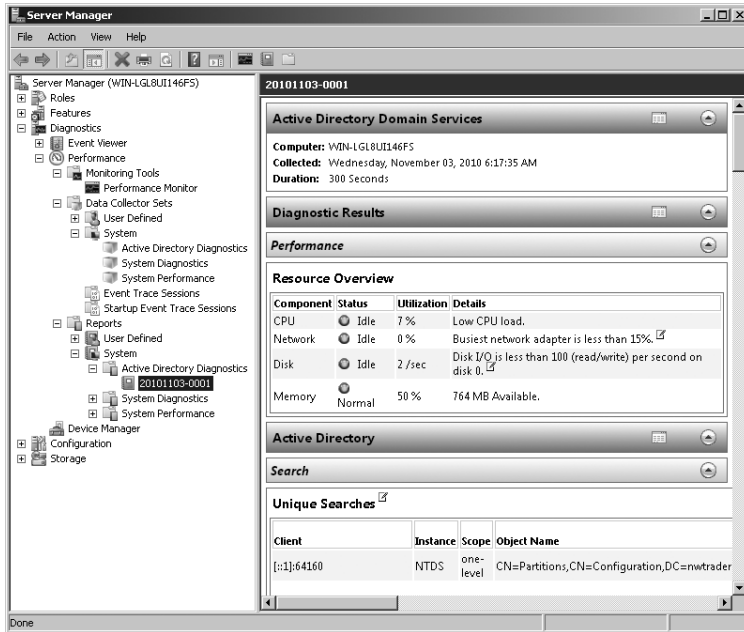 Server Manager
File Action View Help
Server Manager (WIN-LGL8UI146FS)
Roles
Features
Diagnostics
Event Viewer
Performance
Monitoring Tools
Performance Monitor
Data Collector Sets
User Defined
System
Active Directory Diagnostics
System Diagnostics
System Performance
Event Trace Sessions
Startup Event Trace Sessions
Reports
User Defined
System
Active Directory Diagnostics
20101103-0001
System Diagnostics
System Performance
Device Manager
Configuration
Storage
20101103-0001
Active Directory Domain Services
Computer: WIN-LGL8UI146FS
Collected: Wednesday, November 03, 2010 6:17:35 AM
Duration: 300 Seconds
Diagnostic Results
Performance
Resource Overview
Component Status Utilization Details
CPU Idle 7 % Low CPU load.
Network Idle 0 % Busiest network adapter is less than 15%.
Disk Idle 2 /sec Disk I/O is less than 100 (read/write) per second on
disk 0.
Memory Normal 50 % 764 MB Available.
Active Directory
Search
Unique Searches
Client Instance Scope Object Name
[::1]:64160 NTDS one-level CN=Partitions,CN=Configuration,DC=nwtrader
Done